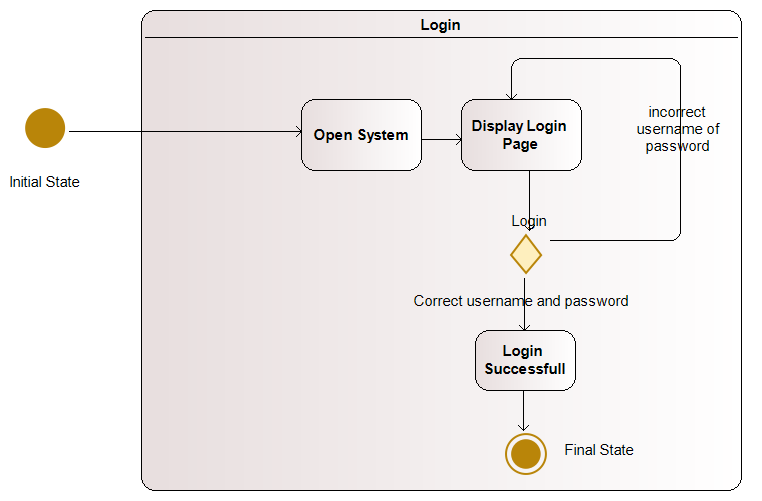 Login
incorrect
username of
password
Open System
Display Login
Page
Initial State
Login
Correct username and password
Login
Successfull
Final State